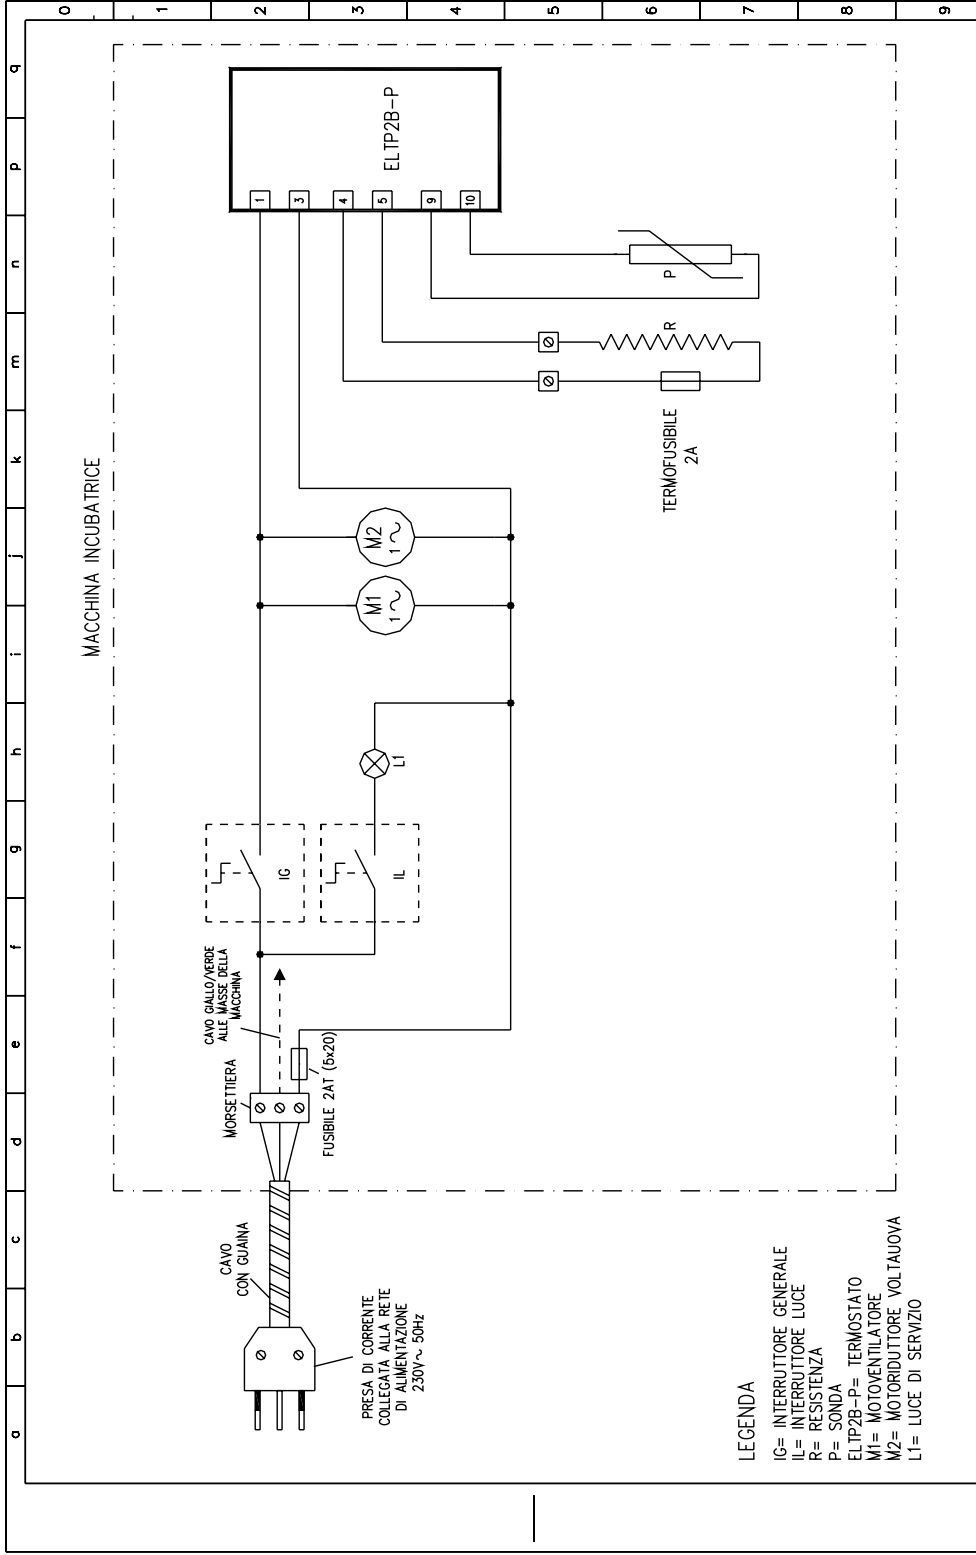 0 1 2 3 4 5 6 7 8 9
a b c d e f g h i j k m n p q
MACCHINA INCUBATRICE
PRESA DI CORRENTE
COLLEGATA ALLA RETE
DI ALIMENTAZIONE
230V~ 50Hz
CAVO
CON GUAINA
MORSETTIERA
FUSIBILE 2AT (5x20)
CAVO GIALLO/VERDE
ALLE MASSE DELLA
MACCHINA
IG
IL
L1
M1
1~
M2
1~
TERMOFUSIBILE
2A
R
P
1
3
4
5
9
10
ELTP2B-P
LEGENDA
IG= INTERRUTTORE GENERALE
IL= INTERRUTTORE LUCE
R= RESISTENZA
P= SONDA
ELTP2B-P= TERMOSTATO
M1= MOTOVENTILATORE
M2= MOTORIDUTTORE VOLTAUOVA
L1= LUCE DI SERVIZIO